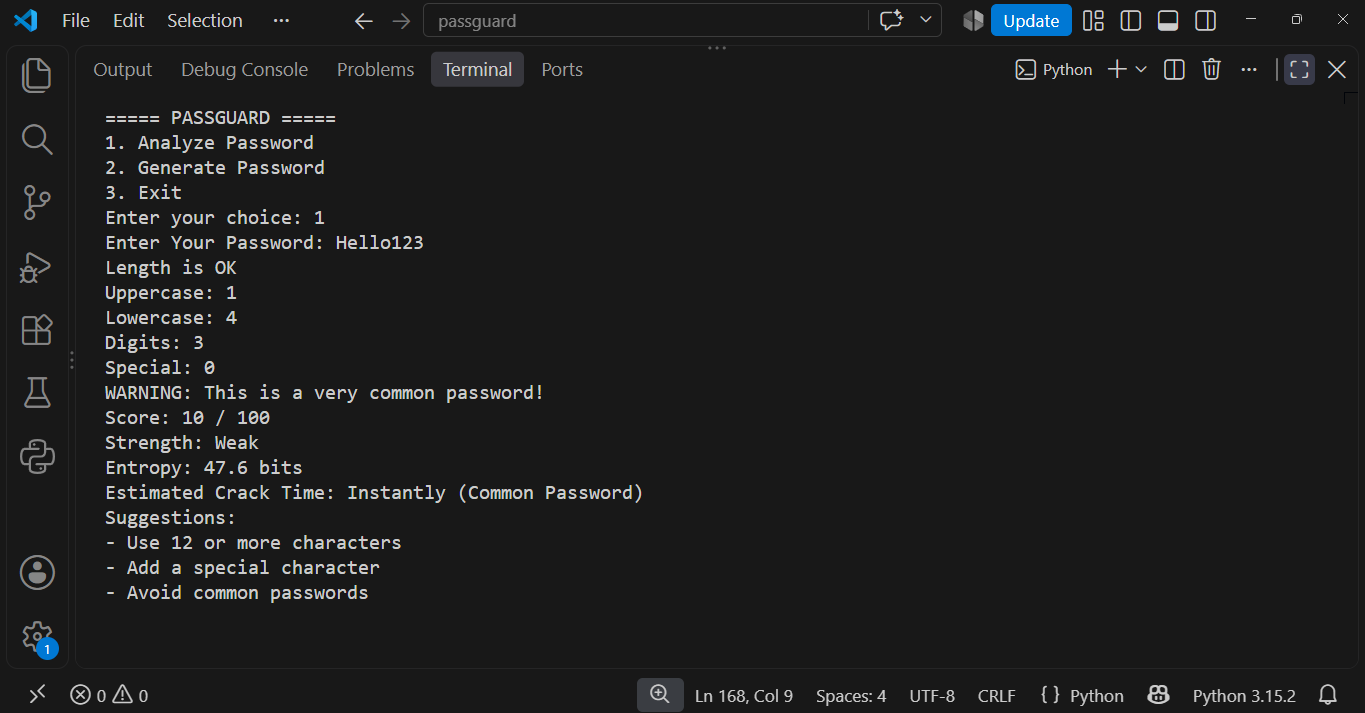 File Edit Selection ··· passguard Update
Output Debug Console Problems Terminal Ports Python
===== PASSGUARD =====
1. Analyze Password
2. Generate Password
3. Exit
Enter your choice: 1
Enter Your Password: Hello123
Length is OK
Uppercase: 1
Lowercase: 4
Digits: 3
Special: 0
WARNING: This is a very common password!
Score: 10 / 100
Strength: Weak
Entropy: 47.6 bits
Estimated Crack Time: Instantly (Common Password)
Suggestions:
- Use 12 or more characters
- Add a special character
- Avoid common passwords
1
0 0 Ln 168, Col 9 Spaces: 4 UTF-8 CRLF {} Python Python 3.15.2